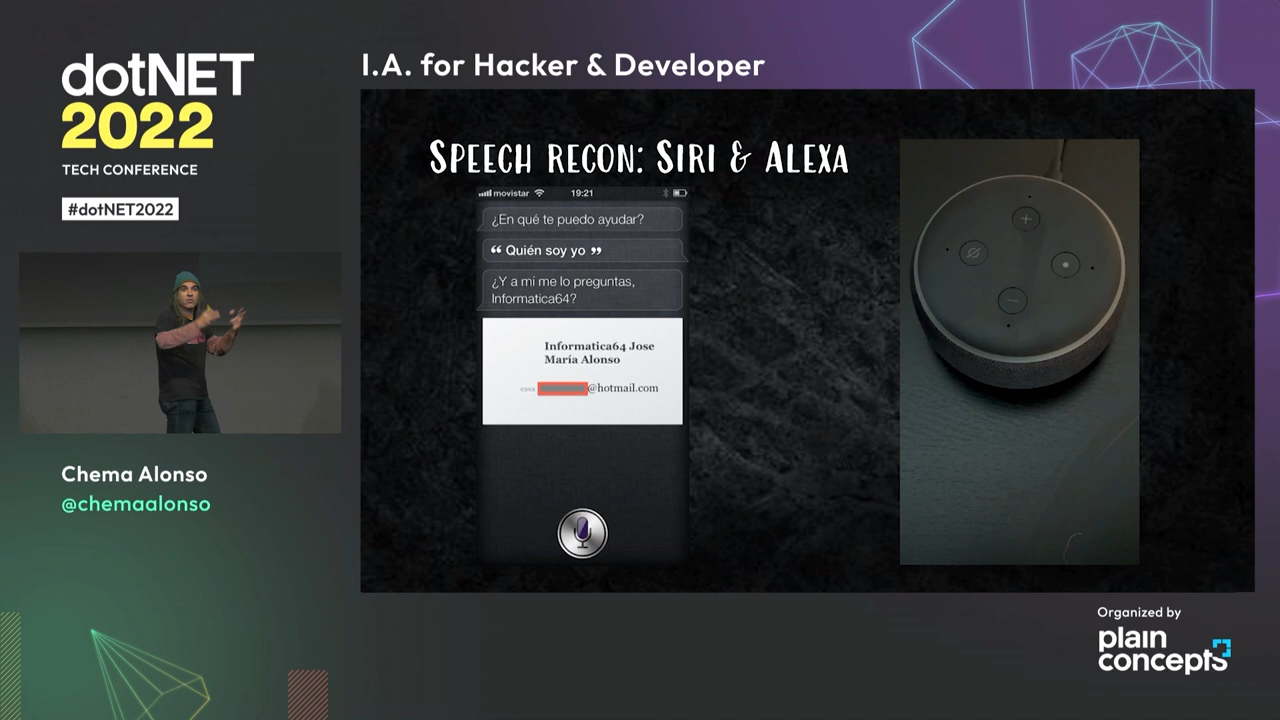 dotNET
2022
TECH CONFERENCE
#dotNET2022
Chema Alonso
@chemaalonso
I.A. for Hacker & Developer
SPEECH RECON: SIRI & ALEXA
movistar 19:21
¿En qué te puedo ayudar?
“ Quién soy yo ”
¿Y a mí me lo preguntas,
Informatica64?
Informatica64 Jose
María Alonso
casa @hotmail.com
Organized by
plain
concepts